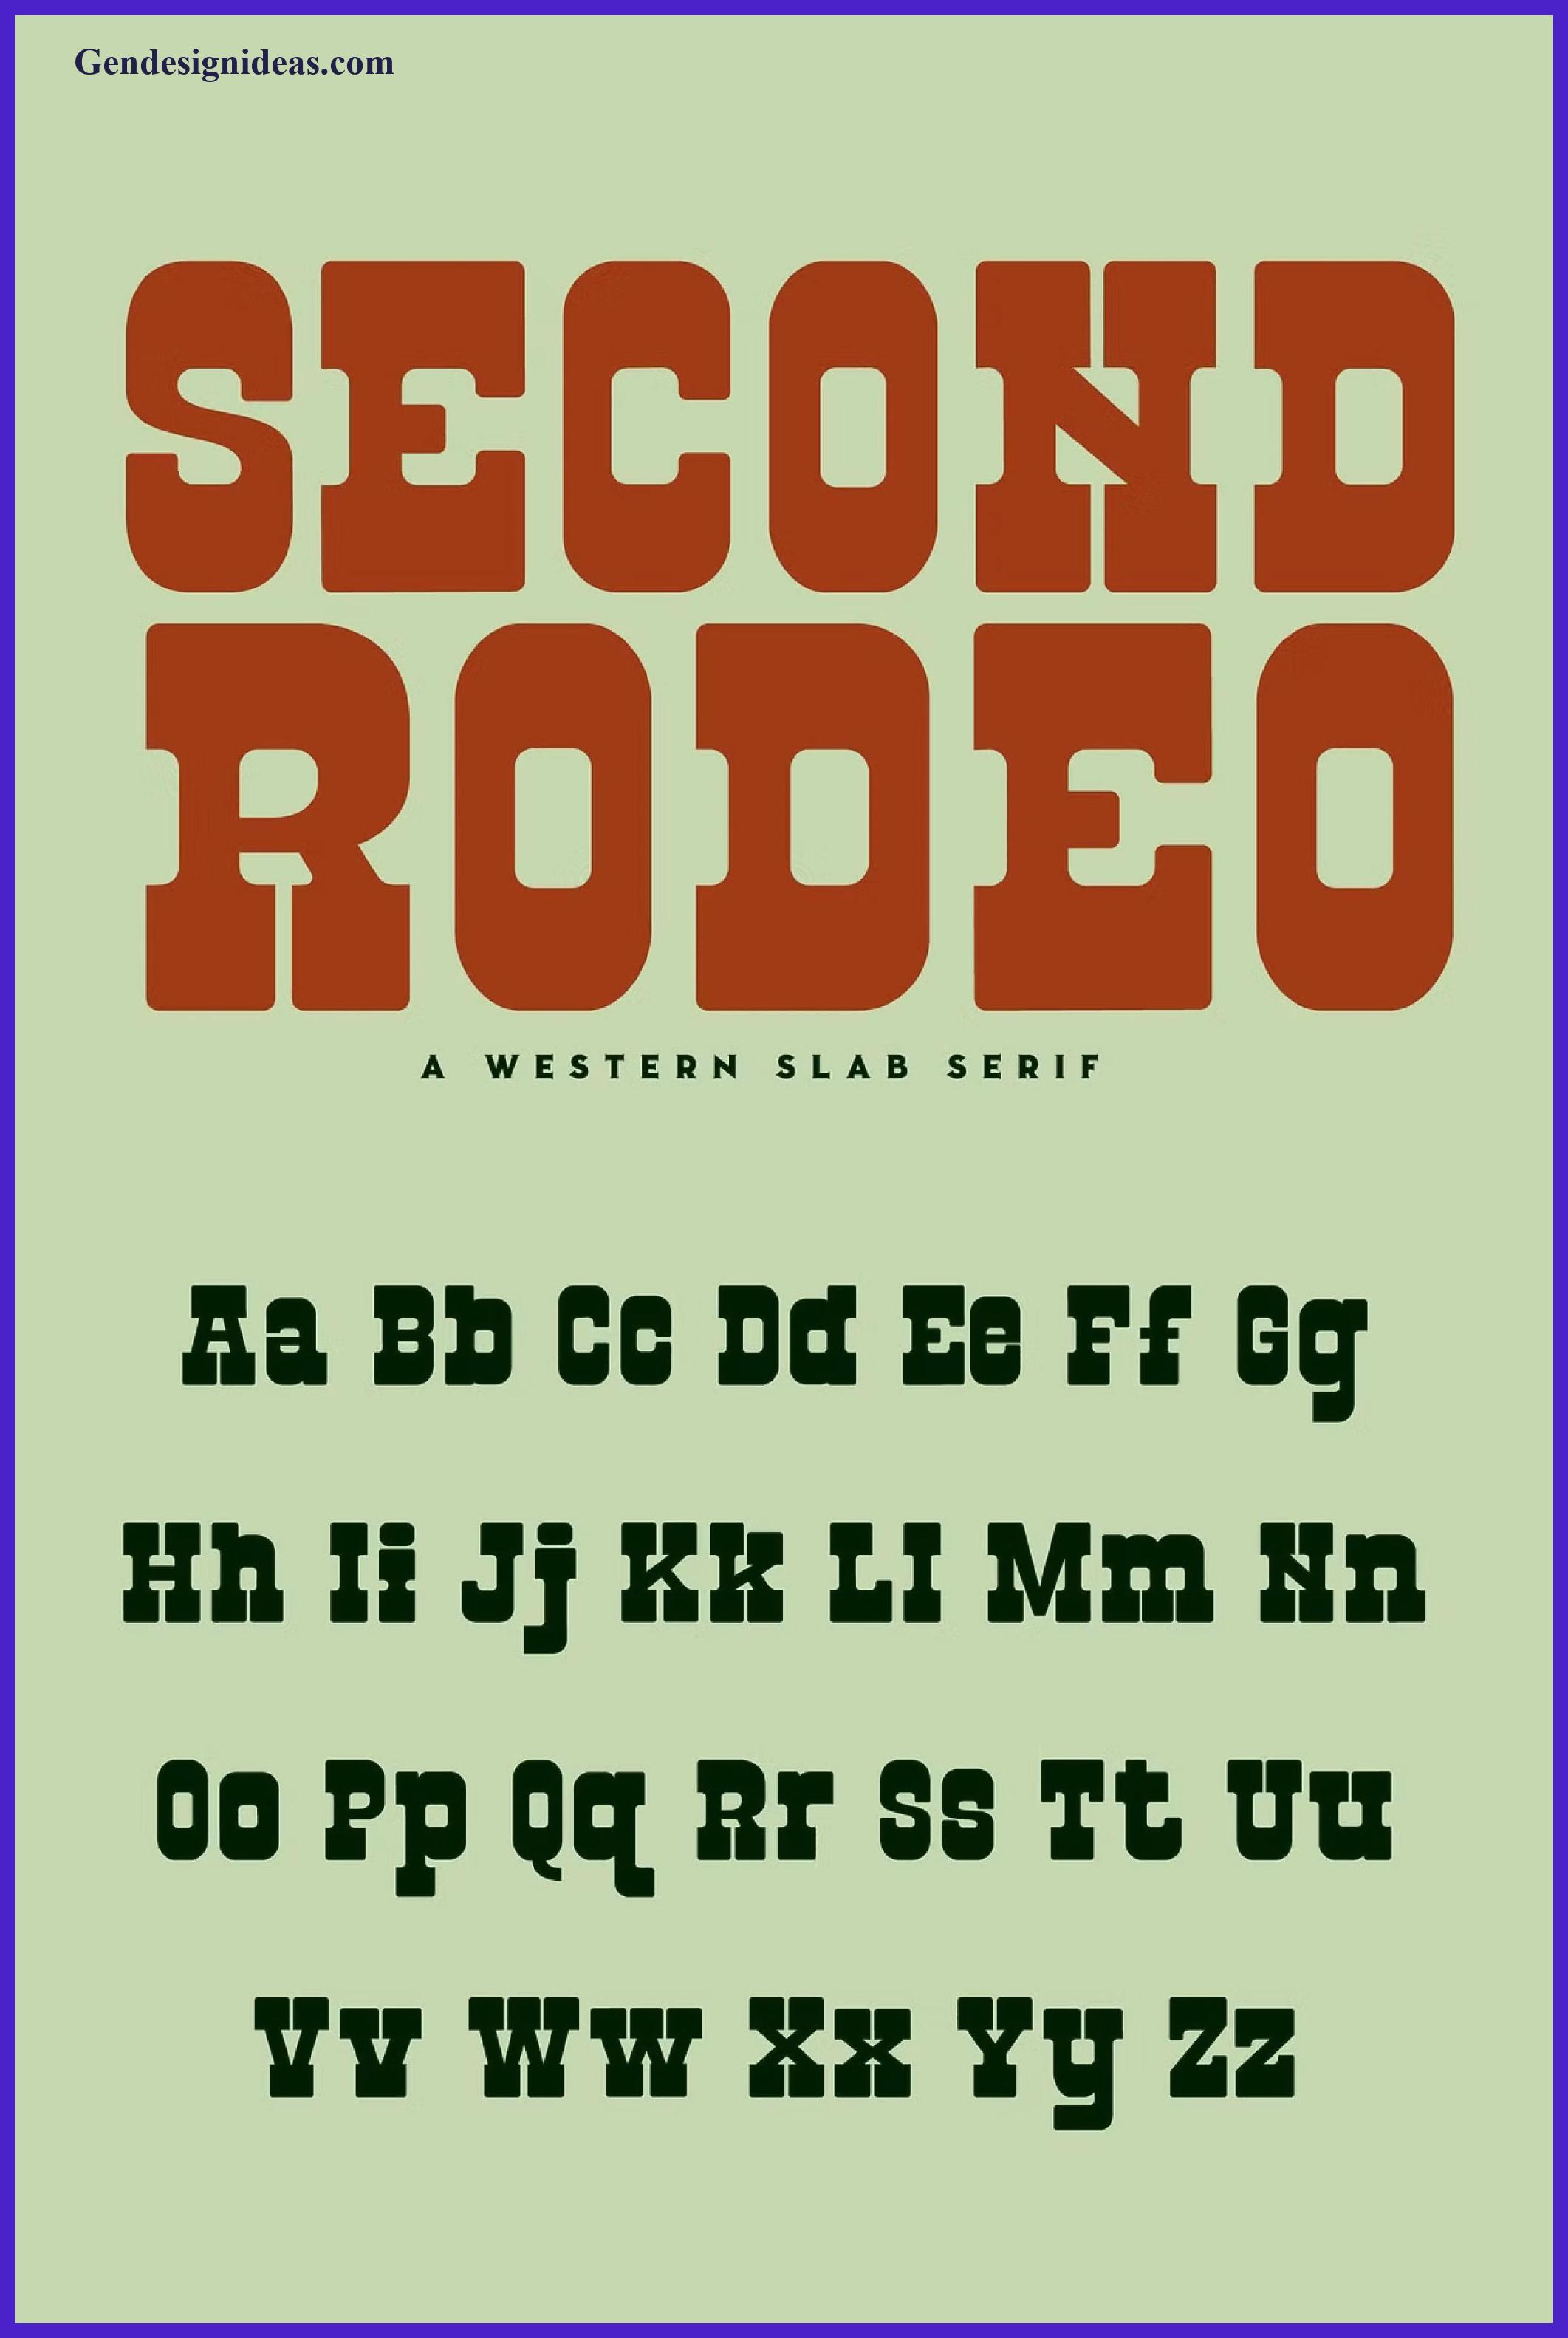 Gendesignideas.com
SECOND
RODEO
A WESTERN SLAB SERIF
Aa Bb Cc Dd Ee Ff Gg
Hh Ii Jj Kk Ll Mm Nn
Oo Pp Qq Rr Ss Tt Uu
Vv Ww Xx Yy Zz